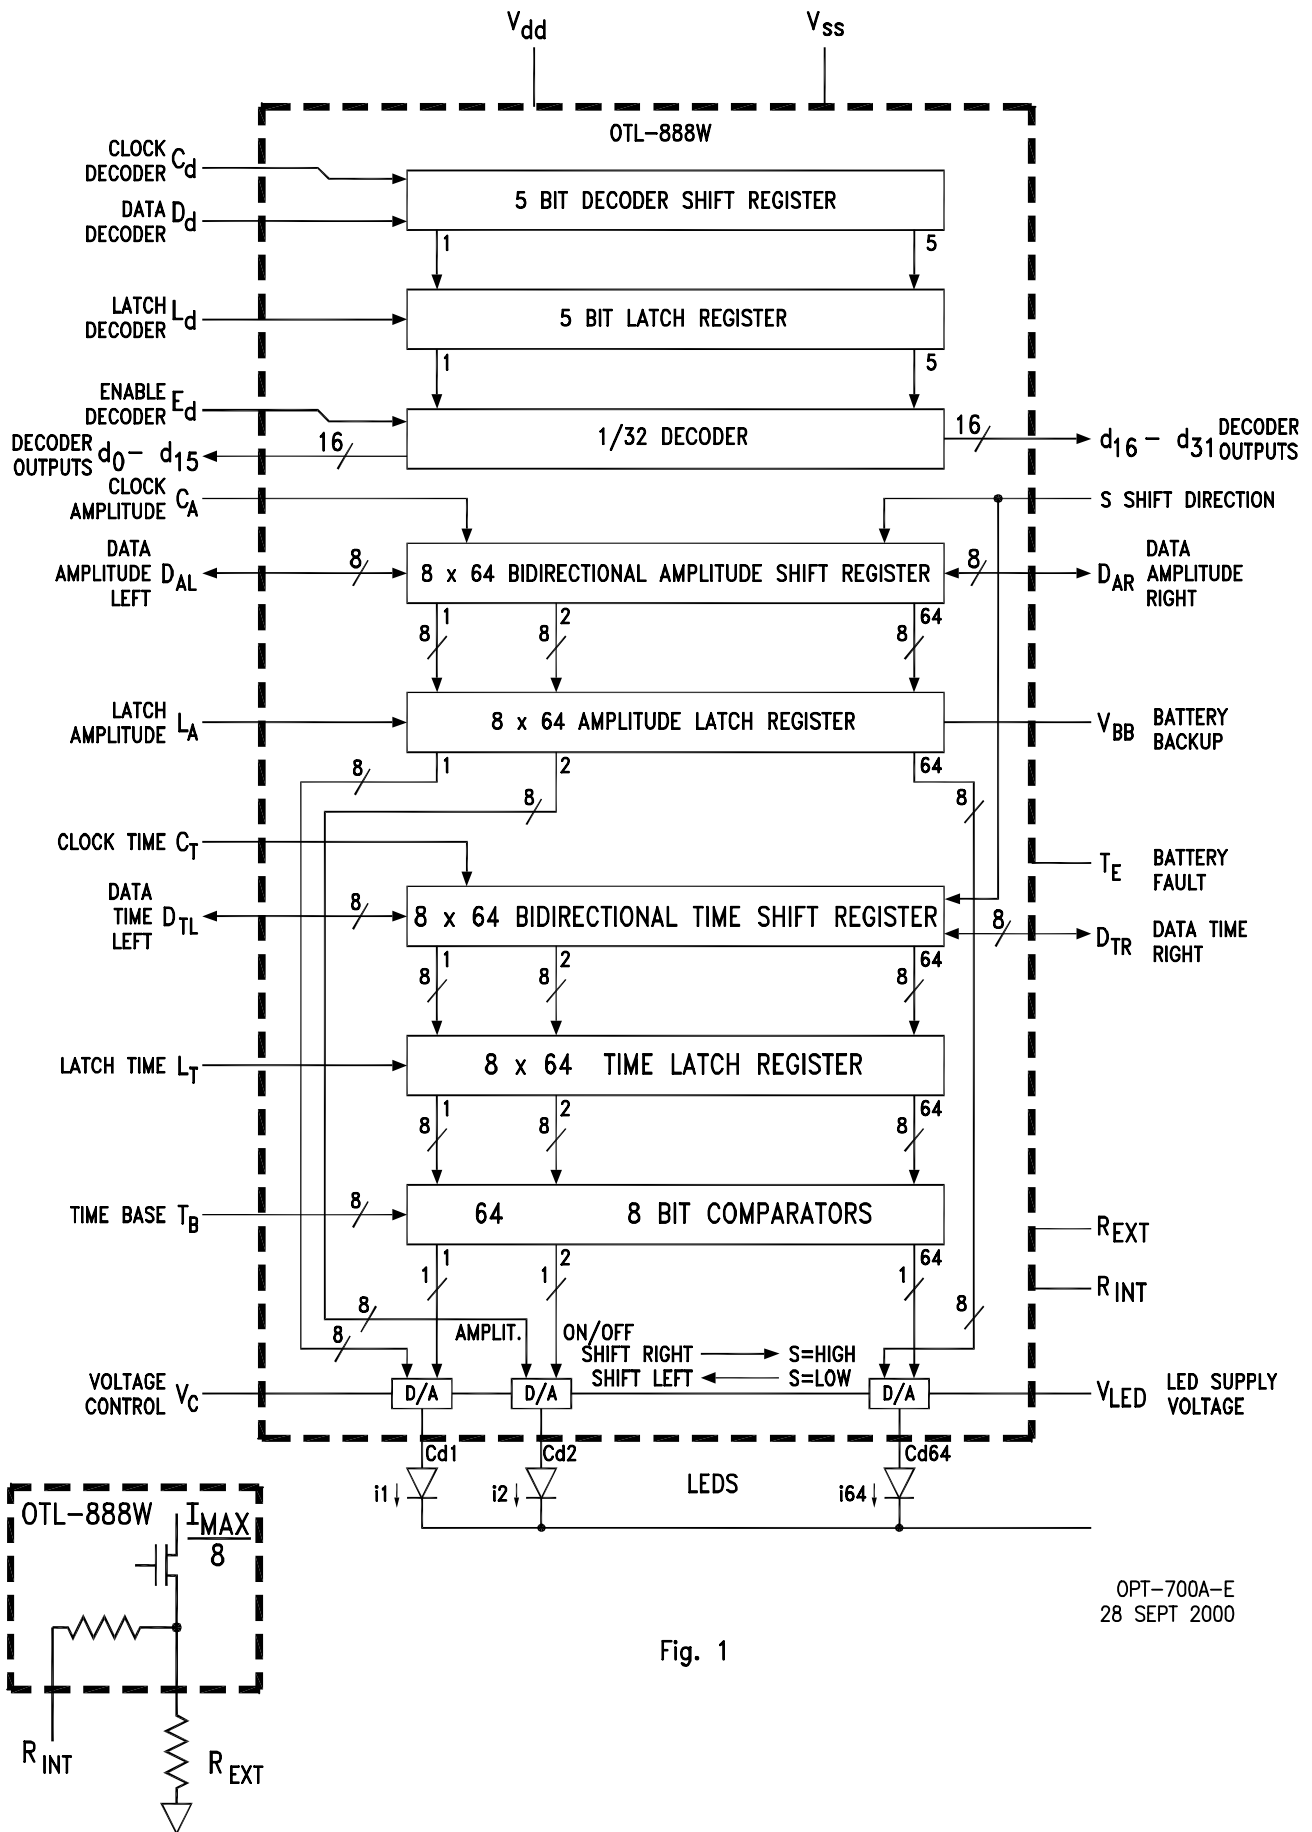 Vdd
Vss
OTL-888W
CLOCK DECODER Cd
5 BIT DECODER SHIFT REGISTER
DATA DECODER Dd
1
5
LATCH DECODER Ld
5 BIT LATCH REGISTER
1
5
ENABLE DECODER Ed
1/32 DECODER
DECODER OUTPUTS d0- d15
16
16
d16- d31 DECODER OUTPUTS
CLOCK AMPLITUDE CA
S SHIFT DIRECTION
DATA AMPLITUDE LEFT DAL
8
8 x 64 BIDIRECTIONAL AMPLITUDE SHIFT REGISTER
8
DAR DATA AMPLITUDE RIGHT
1
2
64
8
8
8
LATCH AMPLITUDE LA
8 x 64 AMPLITUDE LATCH REGISTER
VBB BATTERY BACKUP
1
2
64
8
8
8
CLOCK TIME CT
TE BATTERY FAULT
DATA TIME LEFT DTL
8
8 x 64 BIDIRECTIONAL TIME SHIFT REGISTER
8
DTR DATA TIME RIGHT
1
2
64
8
8
8
LATCH TIME LT
8 x 64 TIME LATCH REGISTER
1
2
64
8
8
8
TIME BASE TB
8
64 8 BIT COMPARATORS
REXT
1
2
64
1
1
1
RINT
8
8
8
AMPLIT.
ON/OFF
SHIFT RIGHT S=HIGH
SHIFT LEFT S=LOW
VOLTAGE CONTROL VC
D/A
D/A
D/A
VLED LED SUPPLY VOLTAGE
Cd1
Cd2
Cd64
i1
i2
LEDS
i64
OTL-888W
IMAX
8
RINT
REXT
OPT-700A-E
28 SEPT 2000
Fig. 1